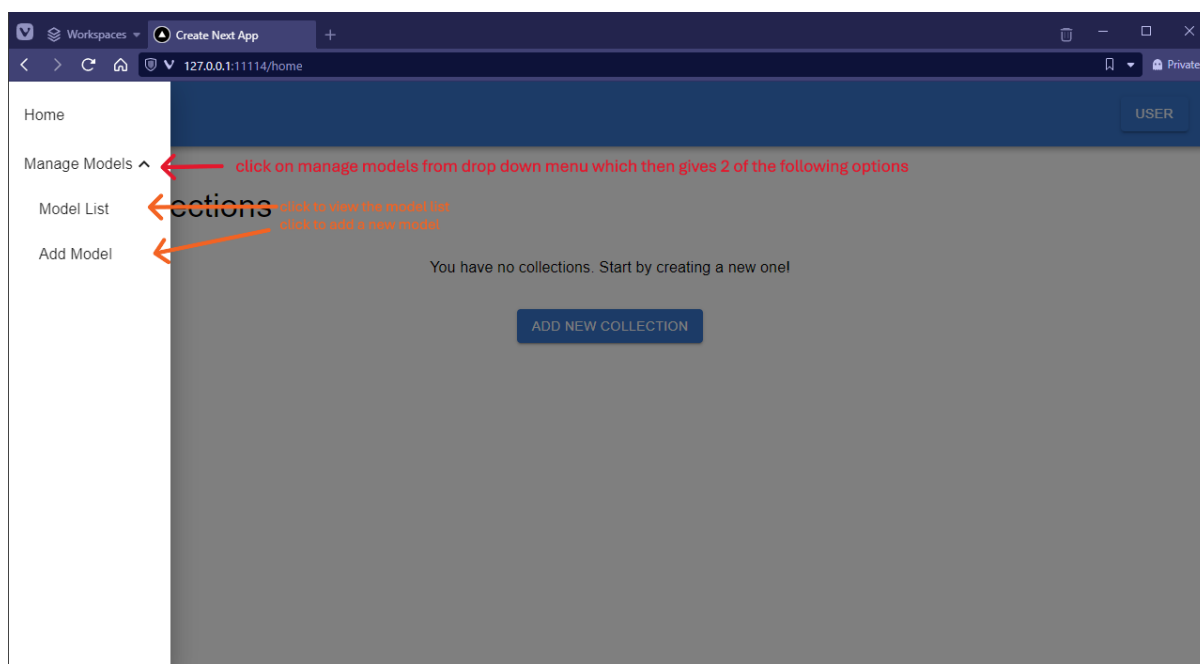 Workspaces
Create Next App
127.0.0.1:11114/home
Private
Home
USER
Manage Models
click on manage models from drop down menu which then gives 2 of the following options
Model List
ections
click to view the model list
click to add a new model
Add Model
You have no collections. Start by creating a new one!
ADD NEW COLLECTION